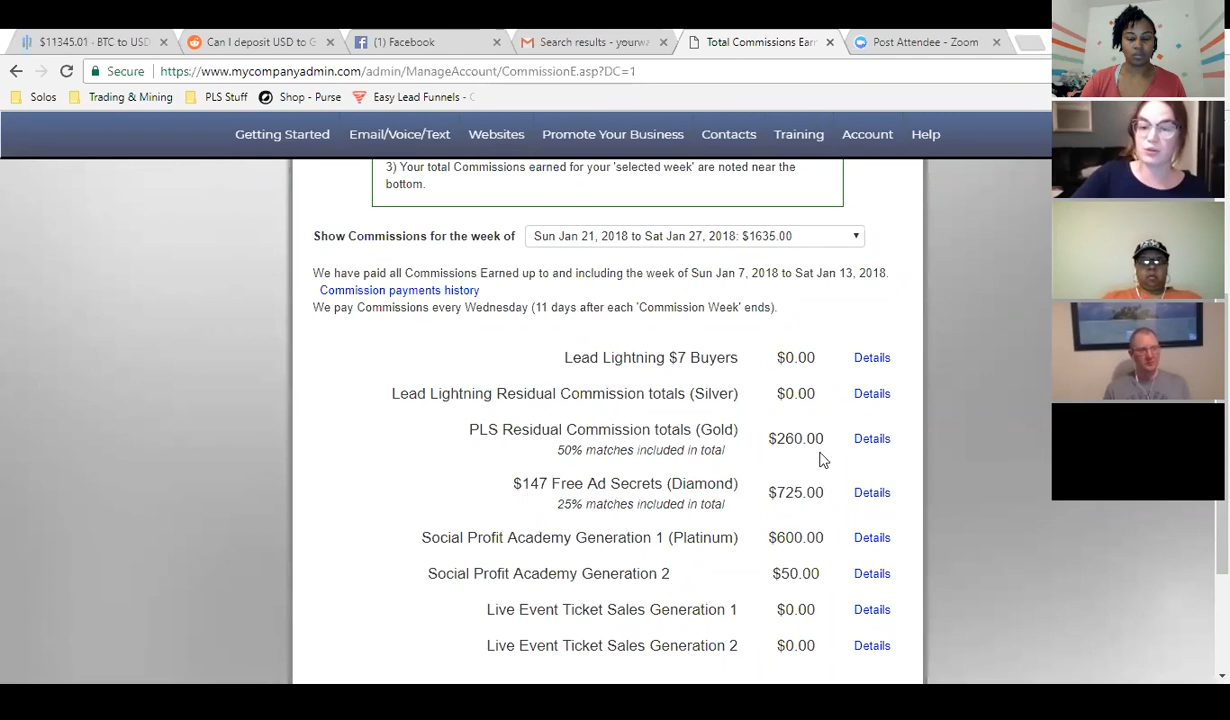 $11345.01 - BTC to USD
Can I deposit USD to G
(1) Facebook
Search results - yourwa
Total Commissions Ear
Post Attendee - Zoom
Secure
https://www.mycompanyadmin.com/admin/ManageAccount/CommissionE.asp?DC=1
Solos
Trading & Mining
PLS Stuff
Shop - Purse
Easy Lead Funnels -
Getting Started
Email/Voice/Text
Websites
Promote Your Business
Contacts
Training
Account
Help
3) Your total Commissions earned for your 'selected week' are noted near the
bottom.
Show Commissions for the week of
Sun Jan 21, 2018 to Sat Jan 27, 2018: $1635.00
We have paid all Commissions Earned up to and including the week of Sun Jan 7, 2018 to Sat Jan 13, 2018.
Commission payments history
We pay Commissions every Wednesday (11 days after each 'Commission Week' ends).
Lead Lightning $7 Buyers $0.00 Details
Lead Lightning Residual Commission totals (Silver) $0.00 Details
PLS Residual Commission totals (Gold)
50% matches included in total
$260.00 Details
$147 Free Ad Secrets (Diamond)
25% matches included in total
$725.00 Details
Social Profit Academy Generation 1 (Platinum) $600.00 Details
Social Profit Academy Generation 2 $50.00 Details
Live Event Ticket Sales Generation 1 $0.00 Details
Live Event Ticket Sales Generation 2 $0.00 Details